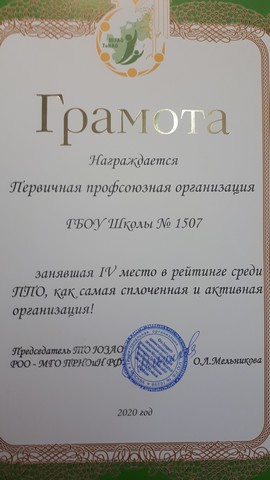 Грамота
Награждается
Первичная профсоюзная организация
ГБОУ Школы № 1507
занявшая IV место в рейтинге среди
ППО, как самая сплоченная и активная
организация!
Председатель ТО ЮЗАО
РОО - МГО ПРНОиН РФ
О.Л.Мельникова
2020 год